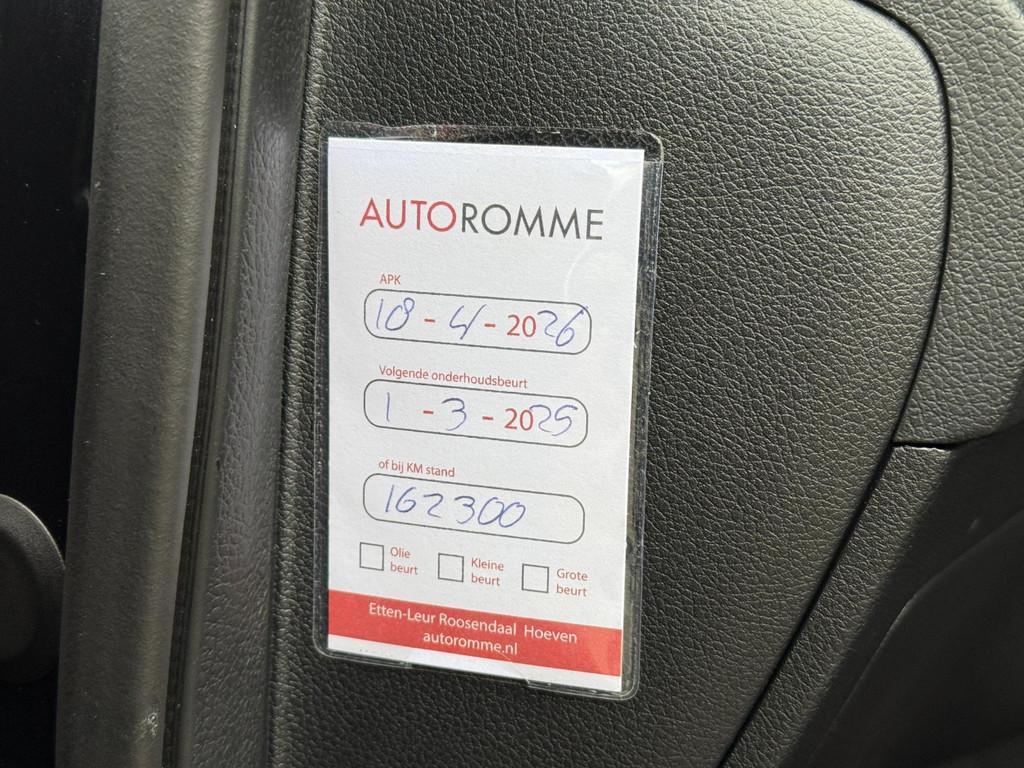 AUTOROMME
APK
18 - 4 - 2026
Volgende onderhoudsbeurt
1 - 3 - 2025
of bij KM stand
162300
Olie beurt
Kleine beurt
Grote beurt
Etten-Leur Roosendaal Hoeven
autoromme.nl